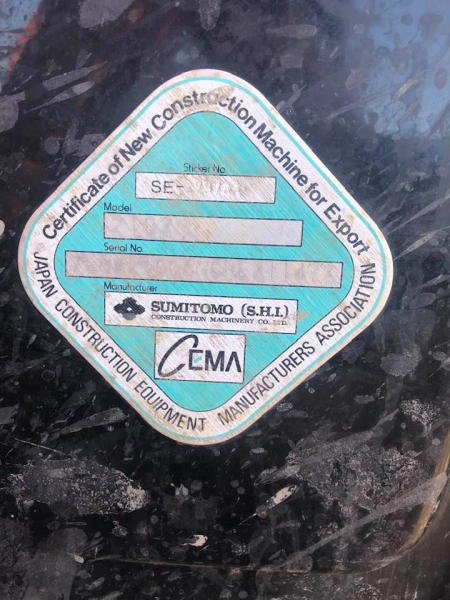 Certificate of New Construction Machine for Export
Sticker No.
SE-
Model
Serial No.
Manufacturer
SUMITOMO (S.H.I.)
CONSTRUCTION MACHINERY CO., LTD.
CEMA
JAPAN CONSTRUCTION EQUIPMENT MANUFACTURERS ASSOCIATION